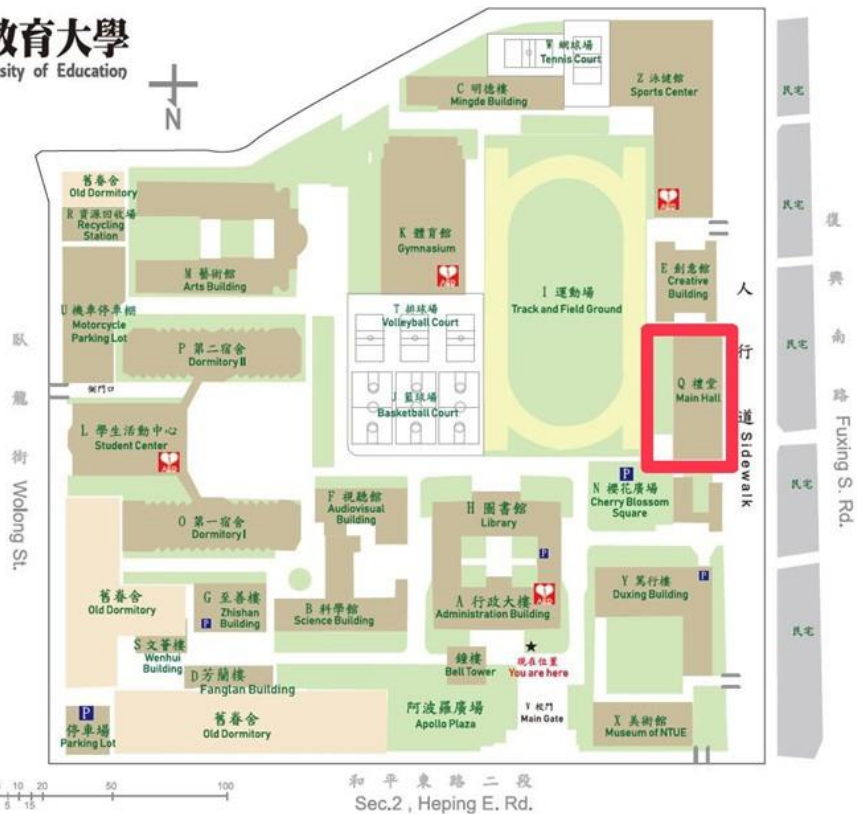 教育大學
sity of Education
N
W 網球場
Tennis Court
C 明德樓
Mingde Building
Z 泳健館
Sports Center
民宅
舊眷舍
Old Dormitory
R 資源回收場
Recycling
Station
K 體育館
Gymnasium
AED
民宅
M 藝術館
Arts Building
E 創意館
Creative
Building
I 運動場
Track and Field Ground
U 機車停車棚
Motorcycle
Parking Lot
T 排球場
Volleyball Court
P 第二宿舍
Dormitory II
民宅
側門口
Q 禮堂
Main Hall
J 籃球場
Basketball Court
L 學生活動中心
Student Center
AED
人行道 Sidewalk
復興南路 Fuxing S. Rd.
臥龍街 Wolong St.
P
N 櫻花廣場
Cherry Blossom
Square
民宅
F 視聽館
Audiovisual
Building
H 圖書館
Library
O 第一宿舍
Dormitory I
P
舊眷舍
Old Dormitory
G 至善樓
Zhishan
P Building
B 科學館
Science Building
A 行政大樓
Administration Building
AED
Y 篤行樓
Duxing Building
P
民宅
S 文薈樓
Wenhui
Building
D 芳蘭樓
Fanglan Building
鐘樓
Bell Tower
★
現在位置
You are here
P
停車場
Parking Lot
舊眷舍
Old Dormitory
阿波羅廣場
Apollo Plaza
V 校門
Main Gate
X 美術館
Museum of NTUE
10 20 50 100
5 15
和平東路二段
Sec.2 , Heping E. Rd.